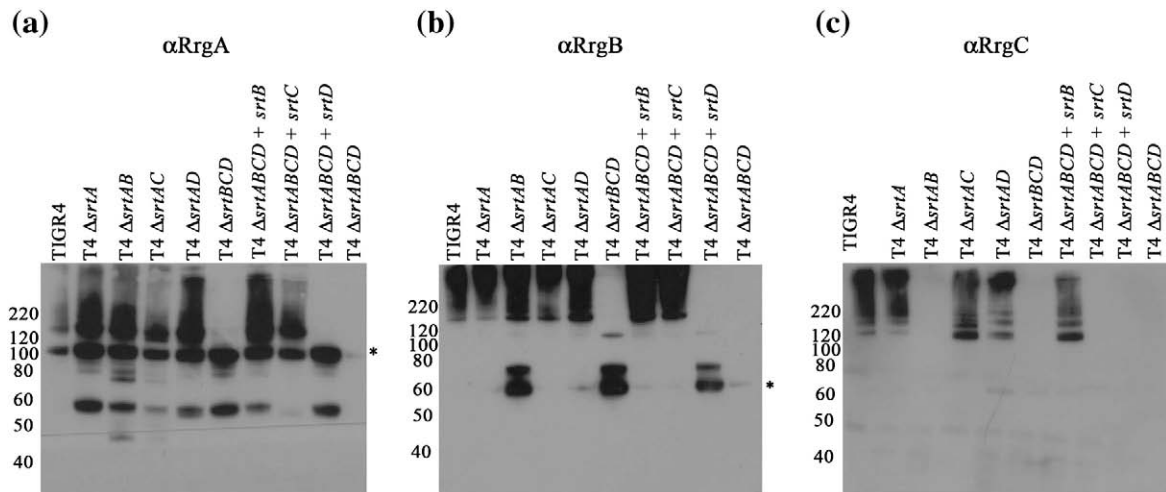 (a)
αRrgA
TIGR4
T4 ΔsrtA
T4 ΔsrtAB
T4 ΔsrtAC
T4 ΔsrtAD
T4 ΔsrtBCD
T4 ΔsrtABCD + srtB
T4 ΔsrtABCD + srtC
T4 ΔsrtABCD + srtD
T4 ΔsrtABCD
220
120
100
80
60
50
40
*
(b)
αRrgB
TIGR4
T4 ΔsrtA
T4 ΔsrtAB
T4 ΔsrtAC
T4 ΔsrtAD
T4 ΔsrtBCD
T4 ΔsrtABCD + srtB
T4 ΔsrtABCD + srtC
T4 ΔsrtABCD + srtD
T4 ΔsrtABCD
220
120
100
80
60
50
40
*
(c)
αRrgC
TIGR4
T4 ΔsrtA
T4 ΔsrtAB
T4 ΔsrtAC
T4 ΔsrtAD
T4 ΔsrtBCD
T4 ΔsrtABCD + srtB
T4 ΔsrtABCD + srtC
T4 ΔsrtABCD + srtD
T4 ΔsrtABCD
220
120
100
80
60
50
40